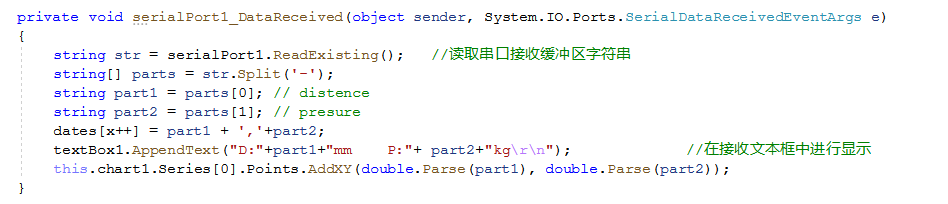 private void serialPort1_DataReceived(object sender, System.IO.Ports.SerialDataReceivedEventArgs e)
{
string str = serialPort1.ReadExisting(); //读取串口接收缓冲区字符串
string[] parts = str.Split('-');
string part1 = parts[0]; // distence
string part2 = parts[1]; // presure
dates[x++] = part1 + ','+part2;
textBox1.AppendText("D:"+part1+"mm P:"+ part2+"kg\r\n"); //在接收文本框中进行显示
this.chart1.Series[0].Points.AddXY(double.Parse(part1), double.Parse(part2));
}